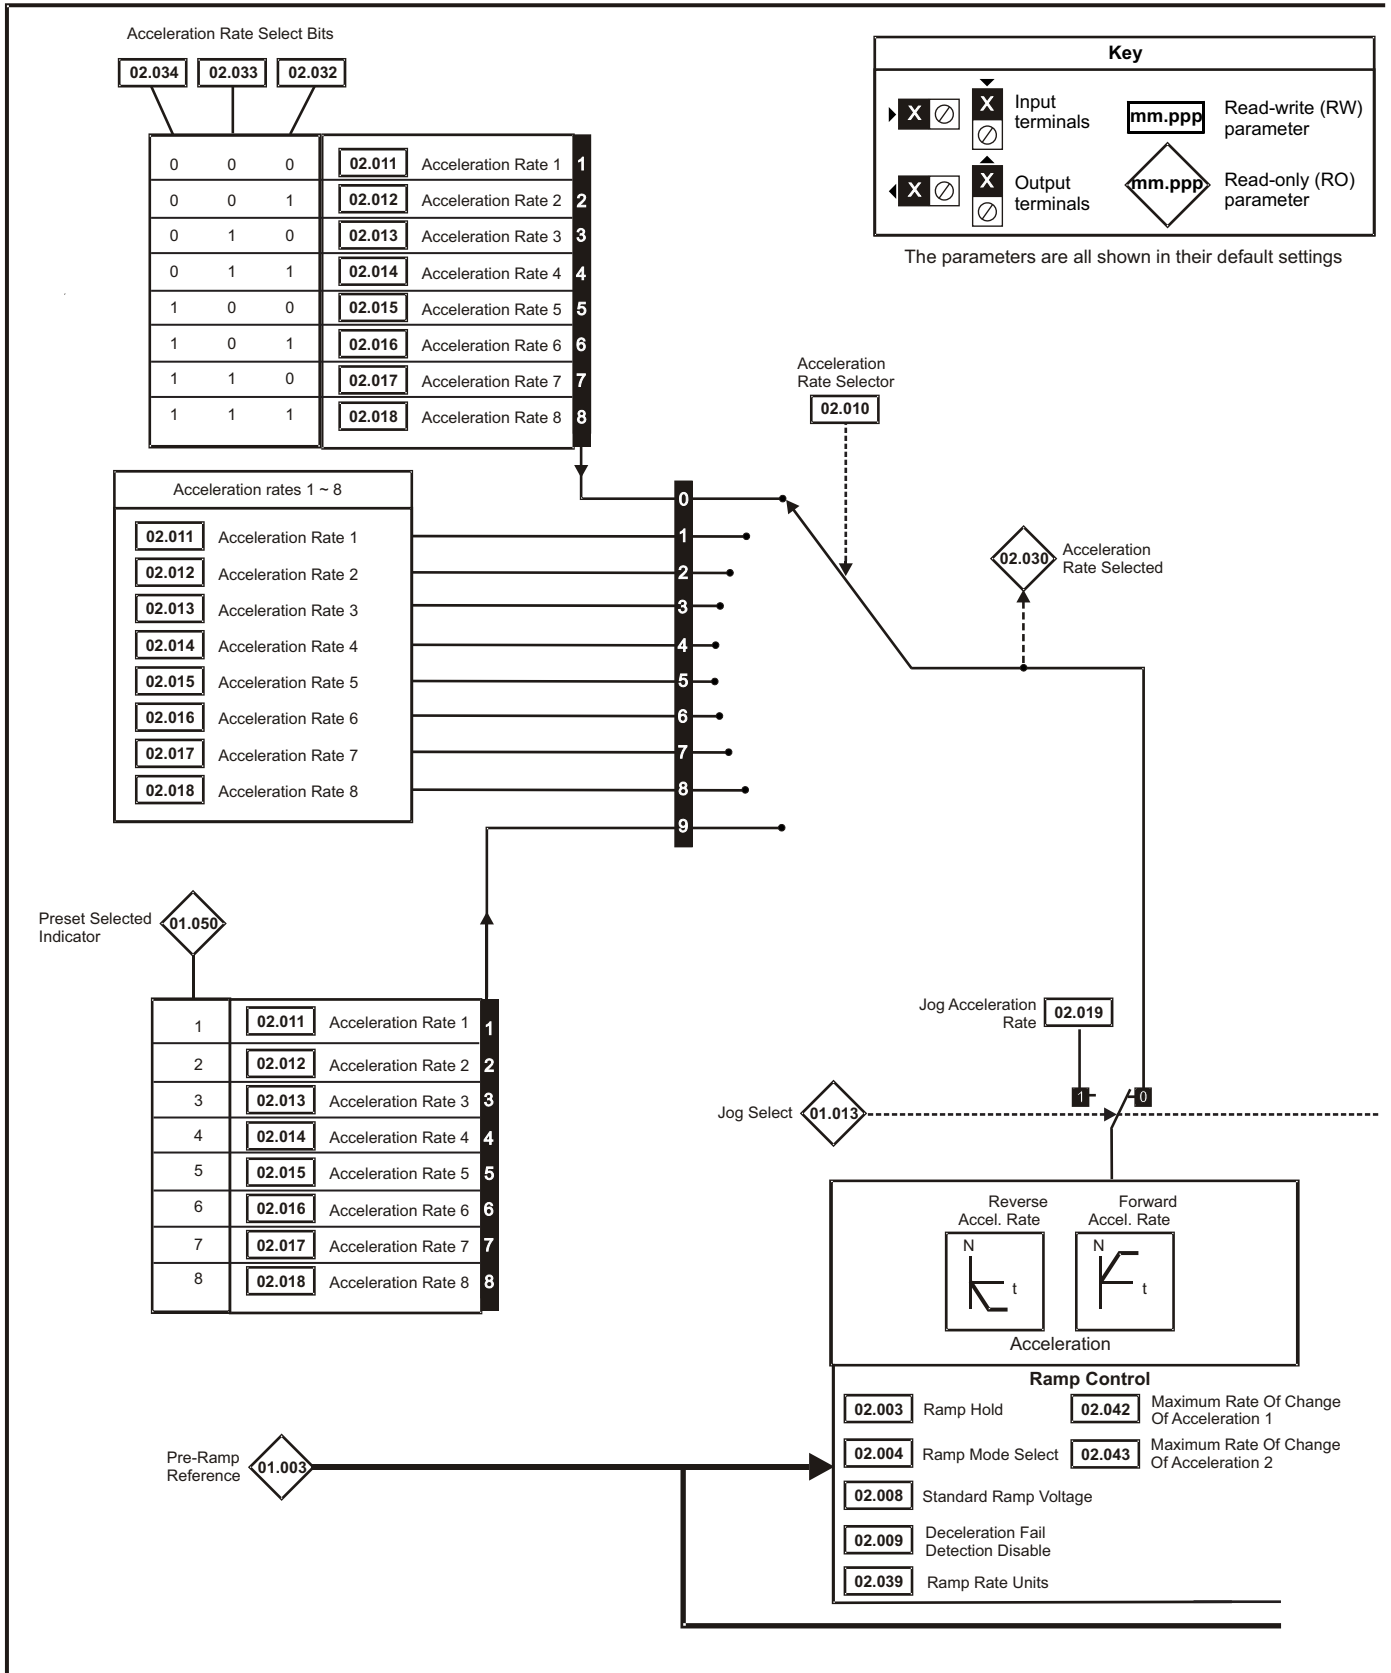 Acceleration Rate Select Bits
02.034 02.033 02.032
0 0 0 02.011 Acceleration Rate 1 1
0 0 1 02.012 Acceleration Rate 2 2
0 1 0 02.013 Acceleration Rate 3 3
0 1 1 02.014 Acceleration Rate 4 4
1 0 0 02.015 Acceleration Rate 5 5
1 0 1 02.016 Acceleration Rate 6 6
1 1 0 02.017 Acceleration Rate 7 7
1 1 1 02.018 Acceleration Rate 8 8
Key
X X Input
terminals
mm.ppp Read-write (RW)
parameter
X X Output
terminals
mm.ppp Read-only (RO)
parameter
The parameters are all shown in their default settings
Acceleration
Rate Selector
02.010
Acceleration rates 1 ~ 8
0
02.011 Acceleration Rate 1 1
02.012 Acceleration Rate 2 2
02.013 Acceleration Rate 3 3
02.014 Acceleration Rate 4 4
02.015 Acceleration Rate 5 5
02.016 Acceleration Rate 6 6
02.017 Acceleration Rate 7 7
02.018 Acceleration Rate 8 8
9
02.030 Acceleration
Rate Selected
Preset Selected
Indicator
01.050
1 02.011 Acceleration Rate 1 1
2 02.012 Acceleration Rate 2 2
3 02.013 Acceleration Rate 3 3
4 02.014 Acceleration Rate 4 4
5 02.015 Acceleration Rate 5 5
6 02.016 Acceleration Rate 6 6
7 02.017 Acceleration Rate 7 7
8 02.018 Acceleration Rate 8 8
Jog Acceleration
Rate
02.019
1 0
Jog Select 01.013
Reverse
Accel. Rate
N
t
Forward
Accel. Rate
N
t
Acceleration
Ramp Control
02.003 Ramp Hold
02.042 Maximum Rate Of Change
Of Acceleration 1
02.004 Ramp Mode Select
02.043 Maximum Rate Of Change
Of Acceleration 2
02.008 Standard Ramp Voltage
02.009 Deceleration Fail
Detection Disable
02.039 Ramp Rate Units
Pre-Ramp
Reference
01.003